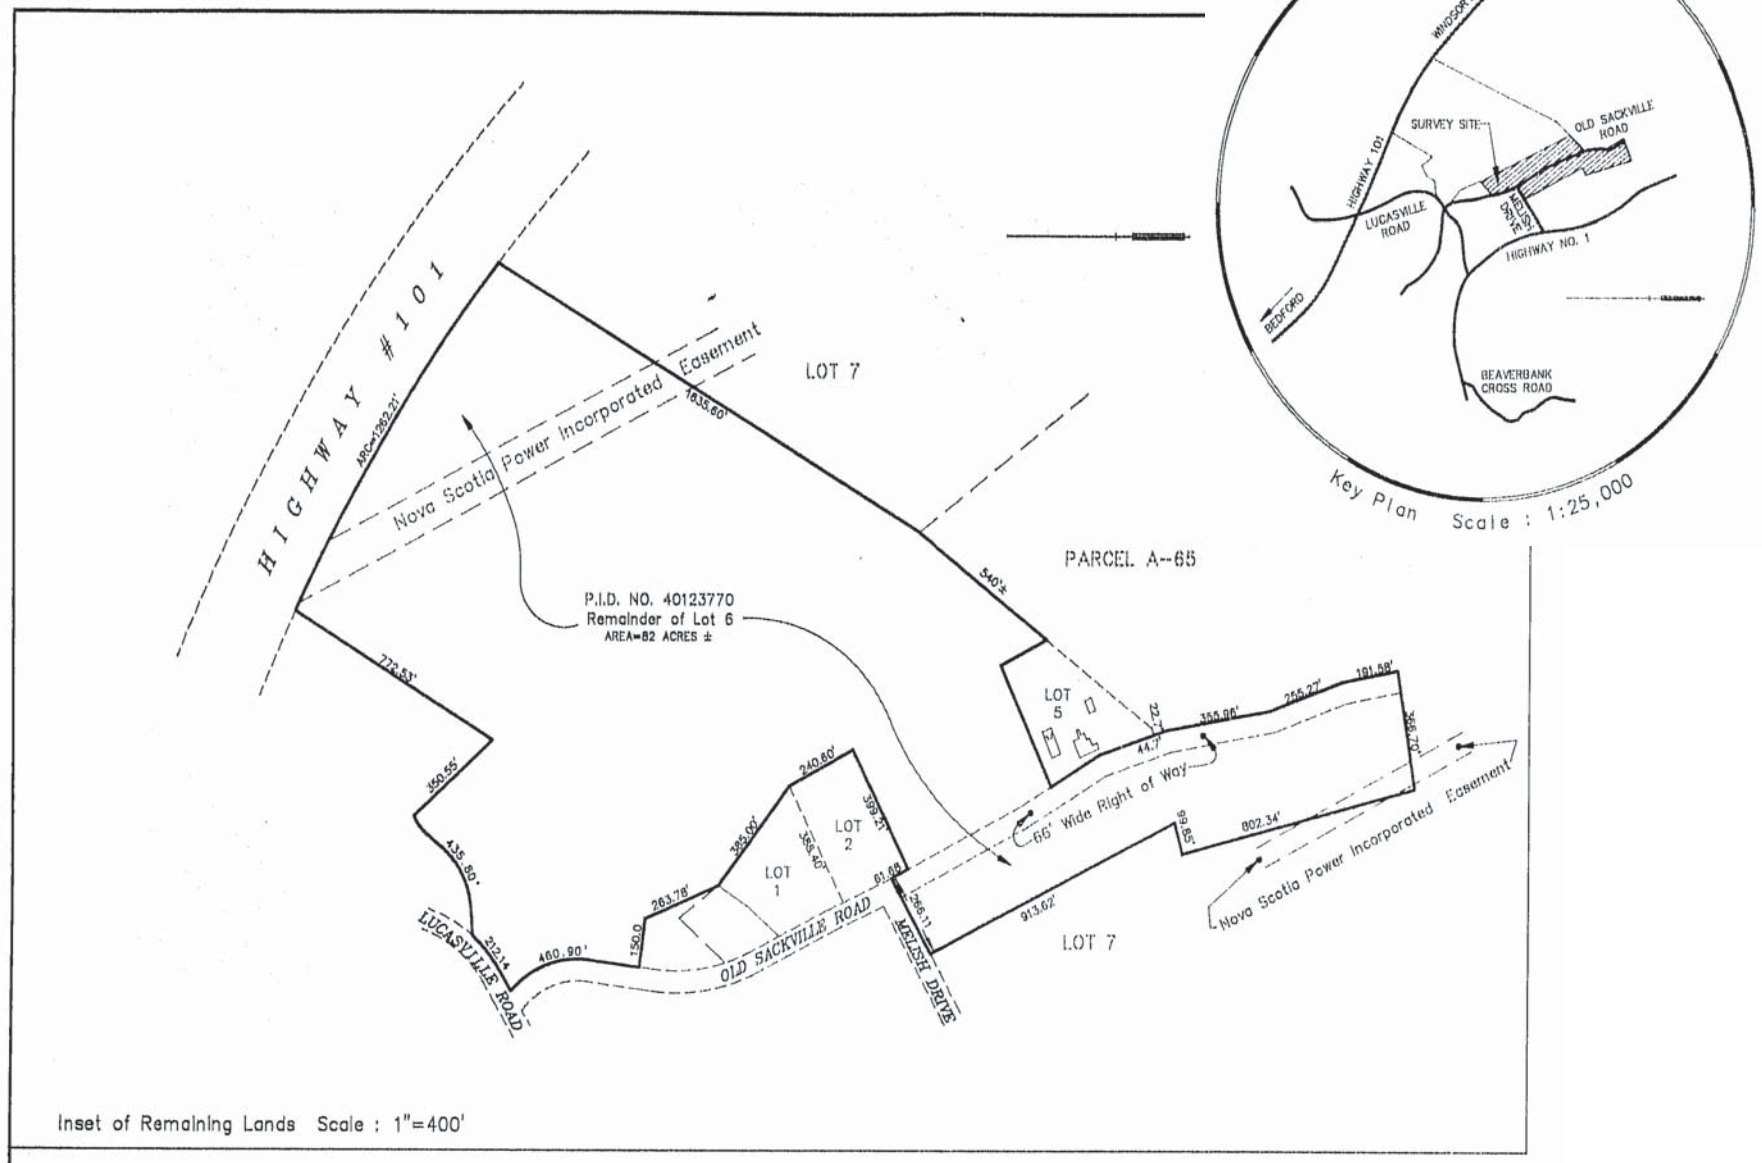 WINDSOR
OLD SACKVILLE
ROAD
SURVEY SITE
HIGHWAY 101
LUCASVILLE
ROAD
MELISH
DRIVE
HIGHWAY NO. 1
BEDFORD
BEAVERBANK
CROSS ROAD
Key Plan Scale : 1:25,000
HIGHWAY #101
ARC=1262.21'
Nova Scotia Power Incorporated Easement
1635.60'
LOT 7
PARCEL A-65
540'±
P.I.D. NO. 40123770
Remainder of Lot 6
AREA=82 ACRES ±
772.53'
350.55'
435.80'
212.14
460.90'
150.0
263.78'
385.00'
240.60'
385.40'
399.21'
LOT
1
LOT
2
61.68
266.11
LOT
5
22.7'
44.7'
355.96'
255.27'
191.58'
66' Wide Right of Way
99.85'
802.34'
913.62'
LOT 7
Nova Scotia Power Incorporated Easement
LUCASVILLE ROAD
OLD SACKVILLE ROAD
MELISH DRIVE
Inset of Remaining Lands Scale : 1"=400'